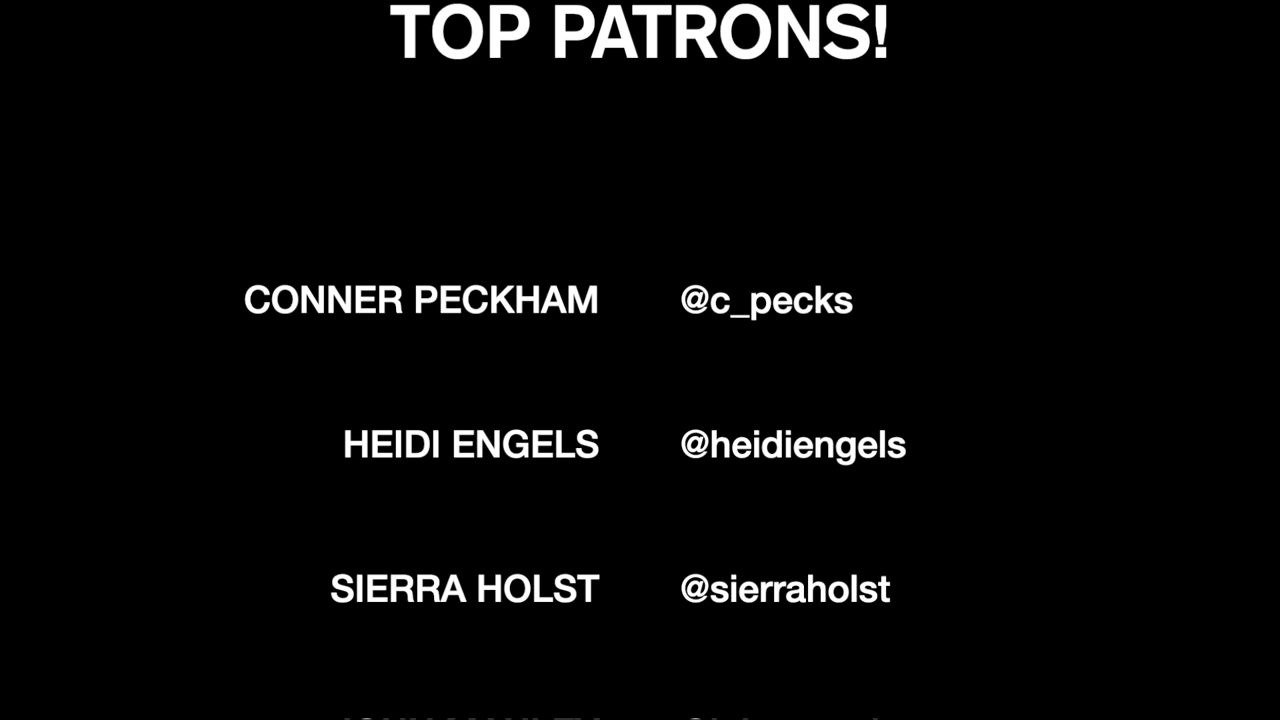 TOP PATRONS!
CONNER PECKHAM @c_pecks
HEIDI ENGELS @heidiengels
SIERRA HOLST @sierraholst